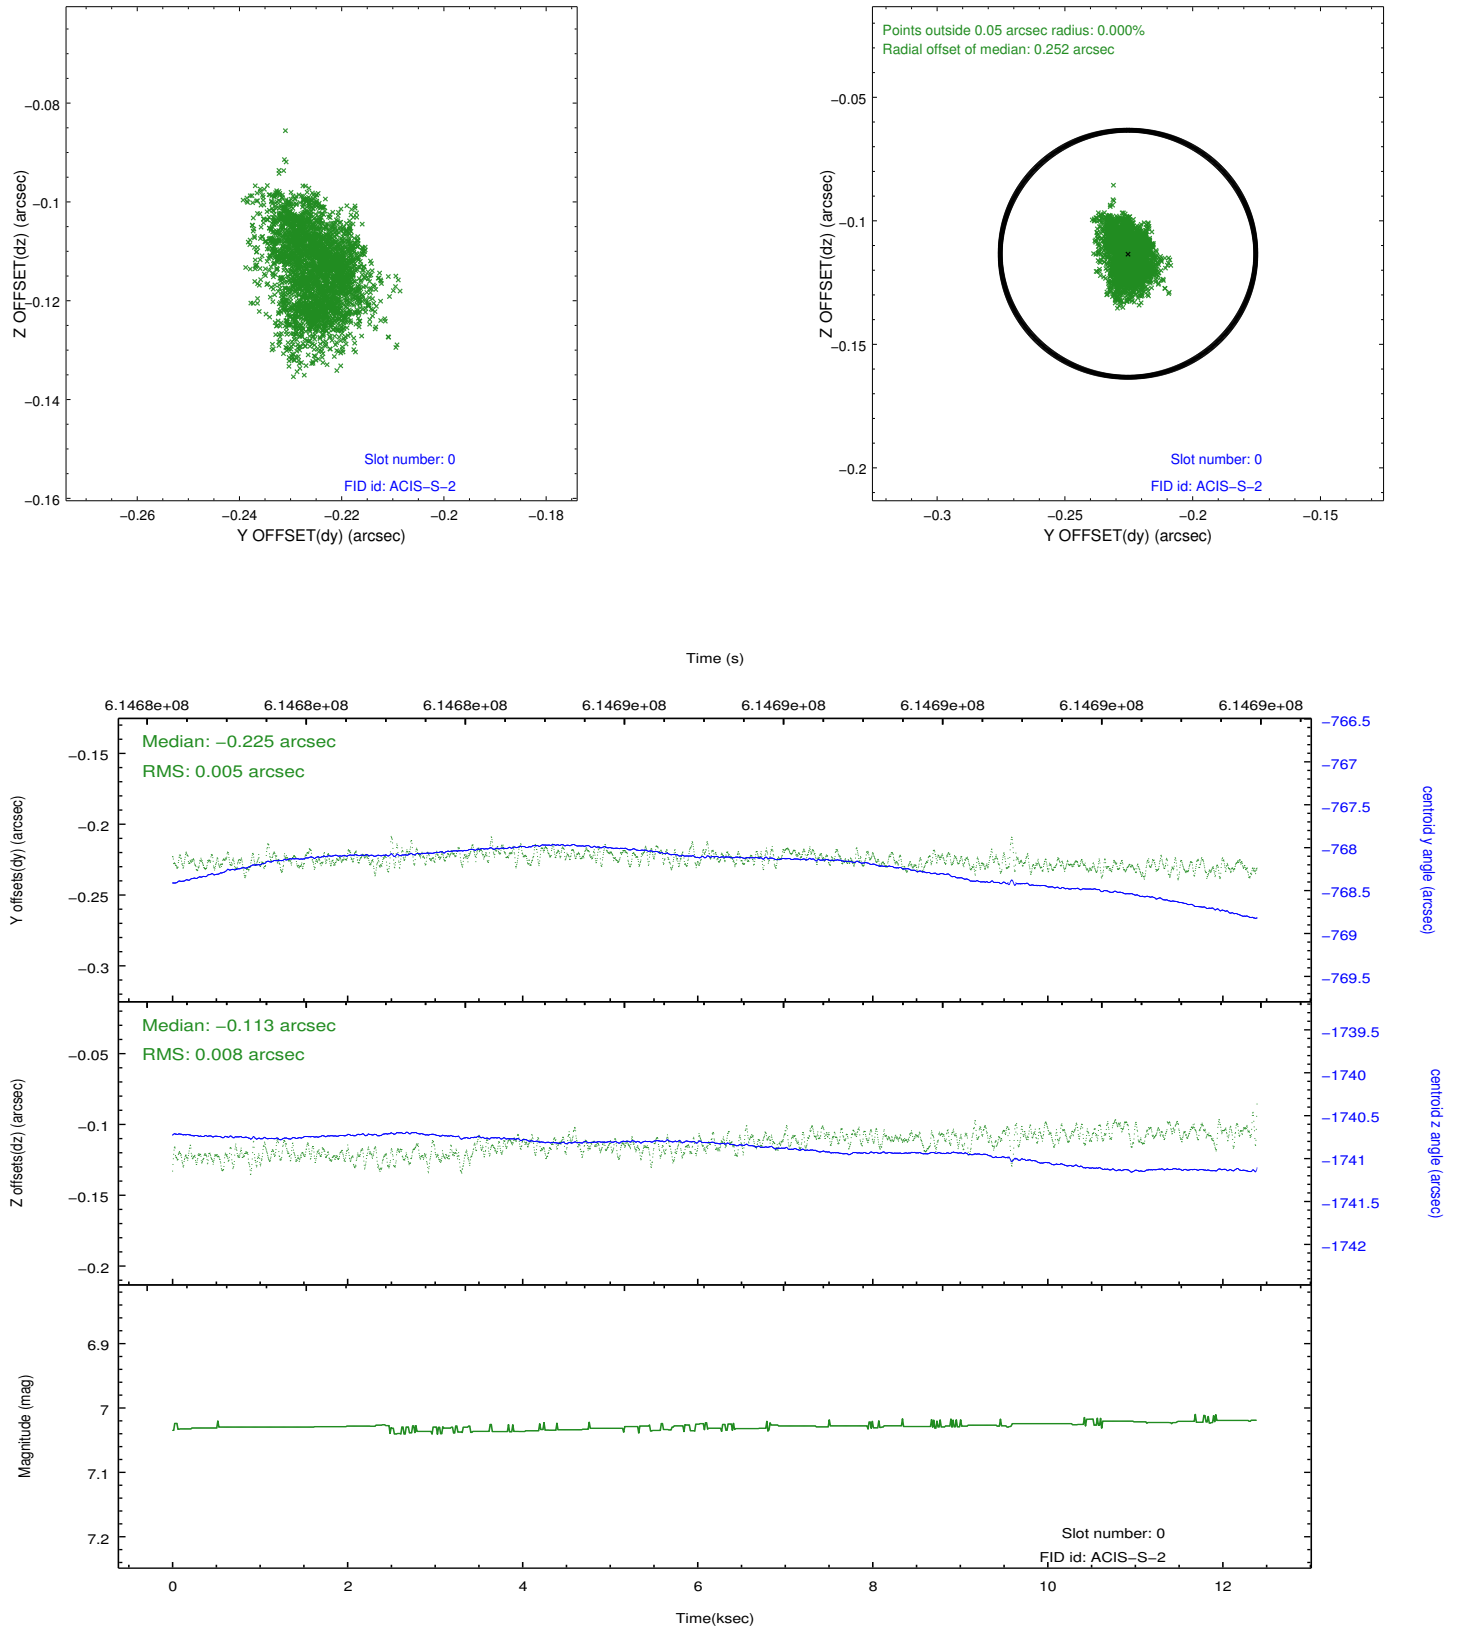 −0.08
−0.1
−0.12
−0.14
−0.16
Z OFFSET(dz) (arcsec)
Slot number: 0
FID id: ACIS−S−2
−0.26
−0.24
−0.22
−0.2
−0.18
Y OFFSET(dy) (arcsec)
Points outside 0.05 arcsec radius: 0.000%
Radial offset of median: 0.252 arcsec
−0.05
−0.1
−0.15
−0.2
Z OFFSET(dz) (arcsec)
Slot number: 0
FID id: ACIS−S−2
−0.3
−0.25
−0.2
−0.15
Y OFFSET(dy) (arcsec)
Time (s)
6.1468e+08
6.1468e+08
6.1468e+08
6.1469e+08
6.1469e+08
6.1469e+08
6.1469e+08
6.1469e+08
Median: −0.225 arcsec
RMS: 0.005 arcsec
−0.15
−0.2
−0.25
−0.3
Y offsets(dy) (arcsec)
−766.5
−767
−767.5
−768
−768.5
−769
−769.5
centroid y angle (arcsec)
Median: −0.113 arcsec
RMS: 0.008 arcsec
−0.05
−0.1
−0.15
−0.2
Z offsets(dz) (arcsec)
−1739.5
−1740
−1740.5
−1741
−1741.5
−1742
centroid z angle (arcsec)
6.9
7
7.1
7.2
Magnitude (mag)
Slot number: 0
FID id: ACIS−S−2
0
2
4
6
8
10
12
Time(ksec)